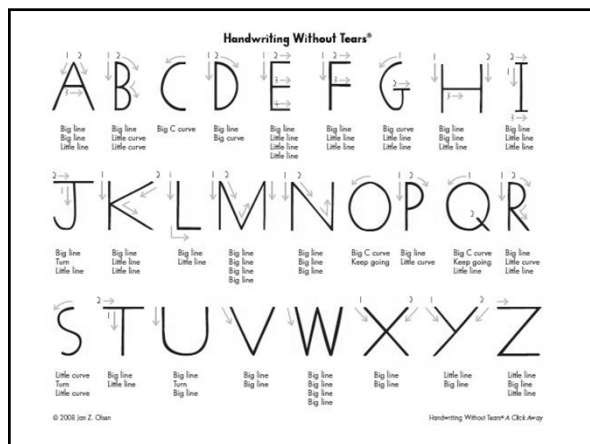 Handwriting Without Tears®
A B C D E F G H I
Big line Big line Big C curve Big line Big line Big line Big curve Big line Big line
Big line Little curve Big curve Little line Little line Little line Big line Little line
Little line Little curve Little line Little line Little line Little line Little line
Little line
J K L M N O P Q R
Big line Big line Big line Big line Big line Big C curve Big line Big C curve Big line
Turn Little line Little line Big line Big line Keep going Little curve Keep going Little curve
Little line Little line Big line Big line Little line Little line
Big line
S T U V W X Y Z
Little curve Big line Big line Big line Big line Big line Little line Little line
Turn Little line Turn Big line Big line Big line Big line Big line
Little curve Big line Big line Little line
Big line
© 2008 Jan Z. Olsen Handwriting Without Tears® A Click Away